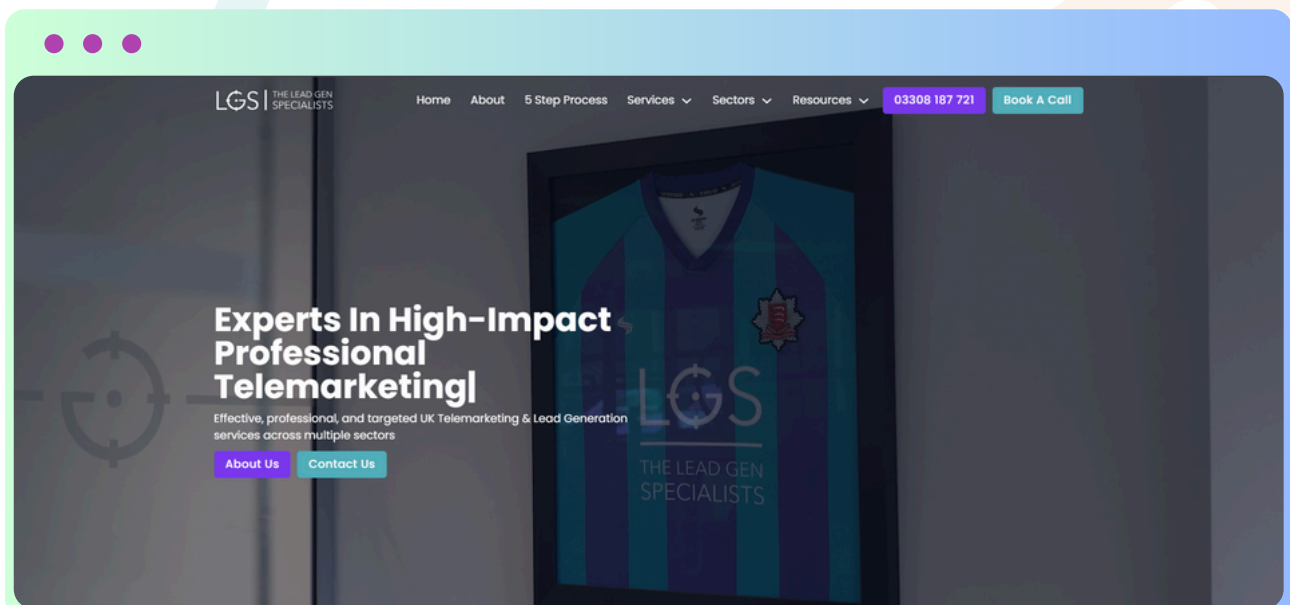 LGS THE LEAD GEN
SPECIALISTS
Home About 5 Step Process Services Sectors Resources 03308 187 721 Book A Call
Experts In High-Impact
Professional
Telemarketing|
Effective, professional, and targeted UK Telemarketing & Lead Generation
services across multiple sectors
About Us Contact Us
LGS
THE LEAD GEN
SPECIALISTS